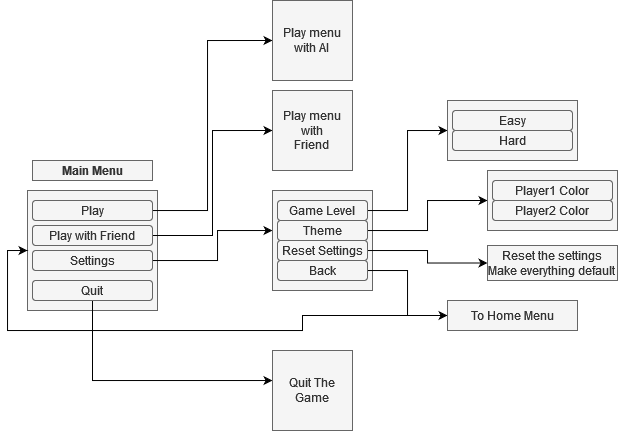 Play menu
with AI
Play menu
with
Friend
Main Menu
Play
Play with Friend
Settings
Quit
Game Level
Theme
Reset Settings
Back
Easy
Hard
Player1 Color
Player2 Color
Reset the settings
Make everything default
To Home Menu
Quit The
Game